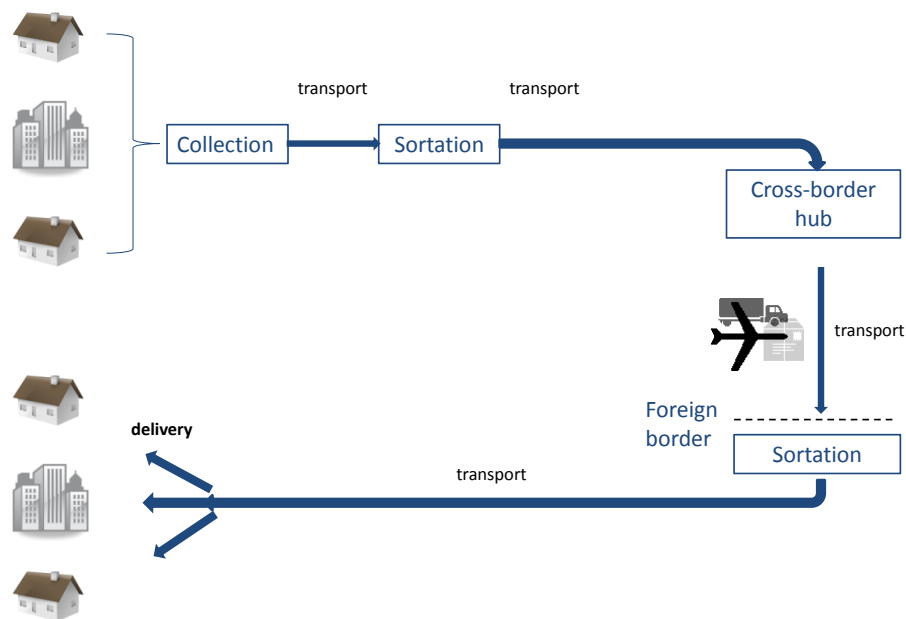 transport
transport
Collection
Sortation
Cross-border
hub
transport
Foreign
border
delivery
Sortation
transport